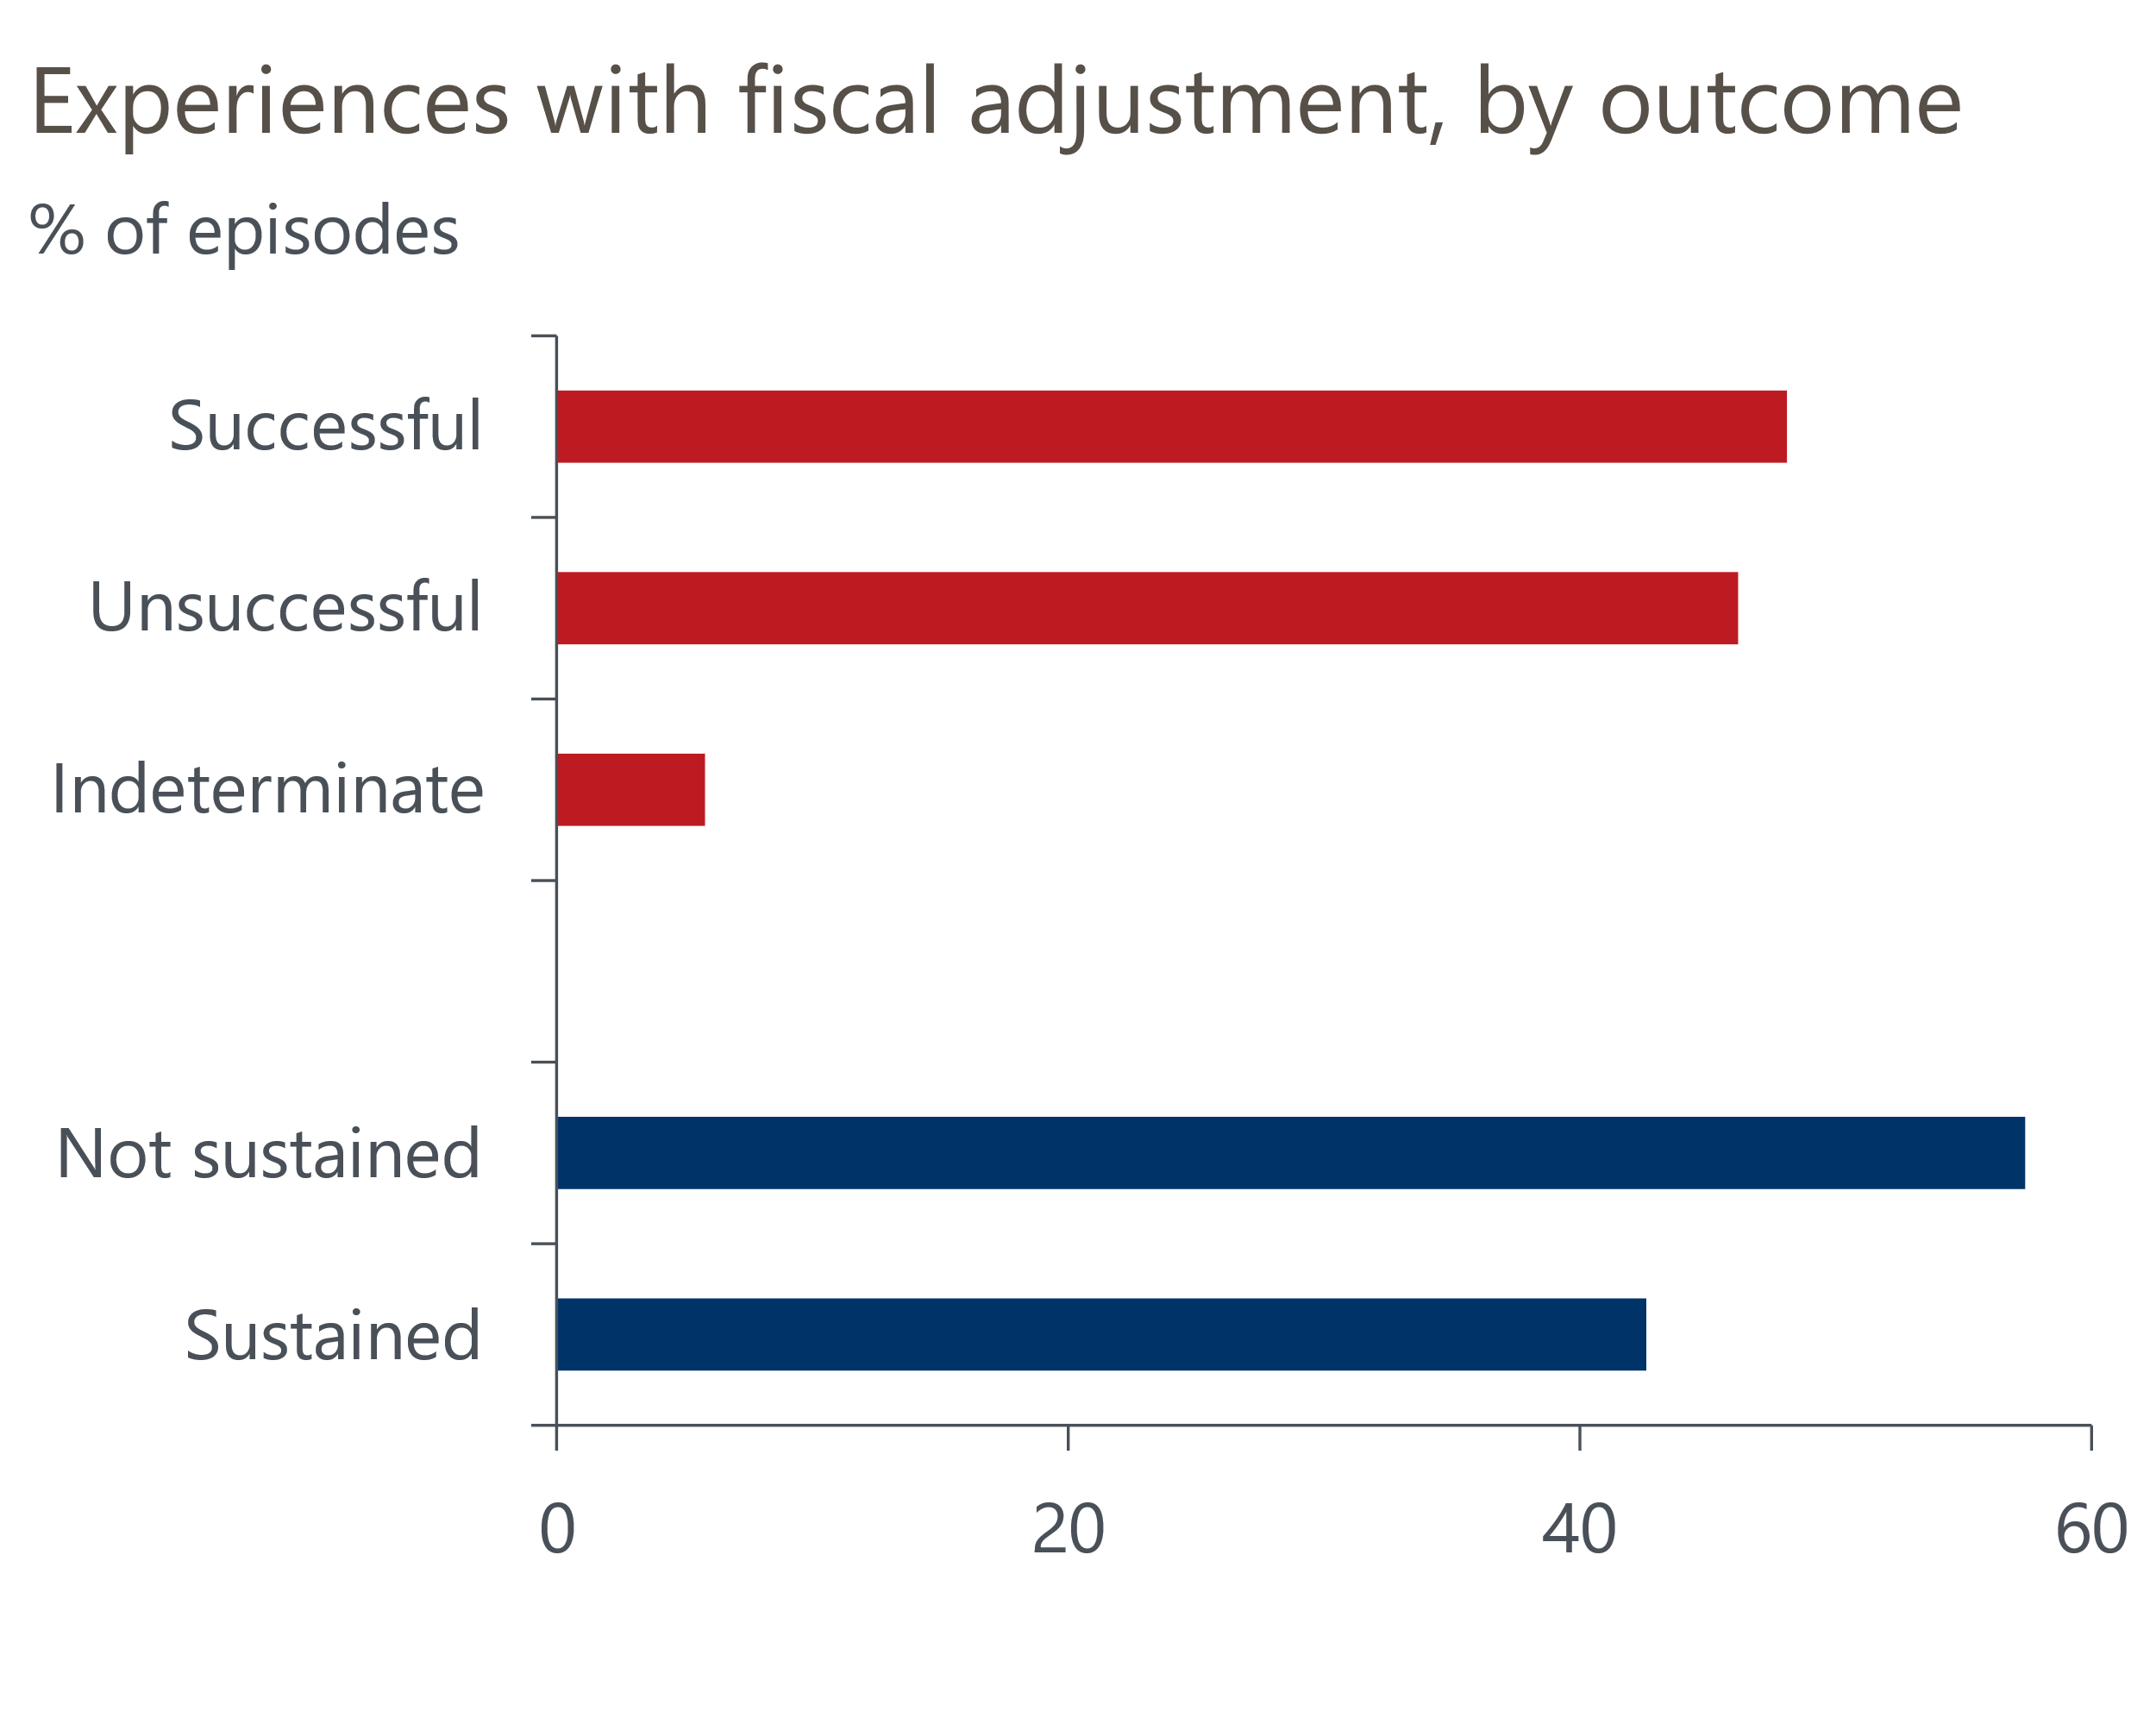 Experiences with fiscal adjustment, by outcome
% of episodes
Successful
Unsuccessful
Indeterminate
Not sustained
Sustained
0 20 40 60